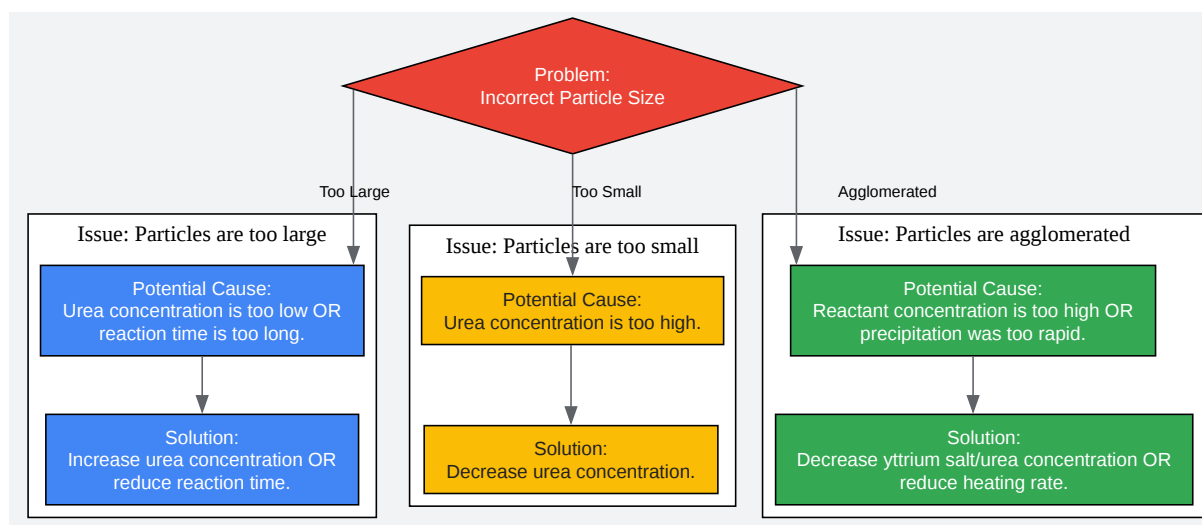 Problem:
Incorrect Particle Size
Too Large
Too Small
Agglomerated
Issue: Particles are too large
Potential Cause:
Urea concentration is too low OR
reaction time is too long.
Solution:
Increase urea concentration OR
reduce reaction time.
Issue: Particles are too small
Potential Cause:
Urea concentration is too high.
Solution:
Decrease urea concentration.
Issue: Particles are agglomerated
Potential Cause:
Reactant concentration is too high OR
precipitation was too rapid.
Solution:
Decrease yttrium salt/urea concentration OR
reduce heating rate.